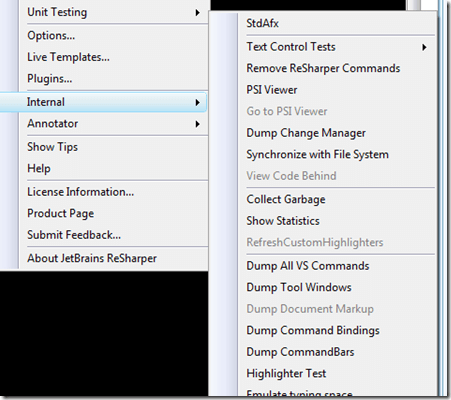 Unit Testing
Options...
Live Templates...
Plugins...
Internal
Annotator
Show Tips
Help
License Information...
Product Page
Submit Feedback...
About JetBrains ReSharper
StdAfx
Text Control Tests
Remove ReSharper Commands
PSI Viewer
Go to PSI Viewer
Dump Change Manager
Synchronize with File System
View Code Behind
Collect Garbage
Show Statistics
RefreshCustomHighlighters
Dump All VS Commands
Dump Tool Windows
Dump Document Markup
Dump Command Bindings
Dump CommandBars
Highlighter Test
Emulate typing space